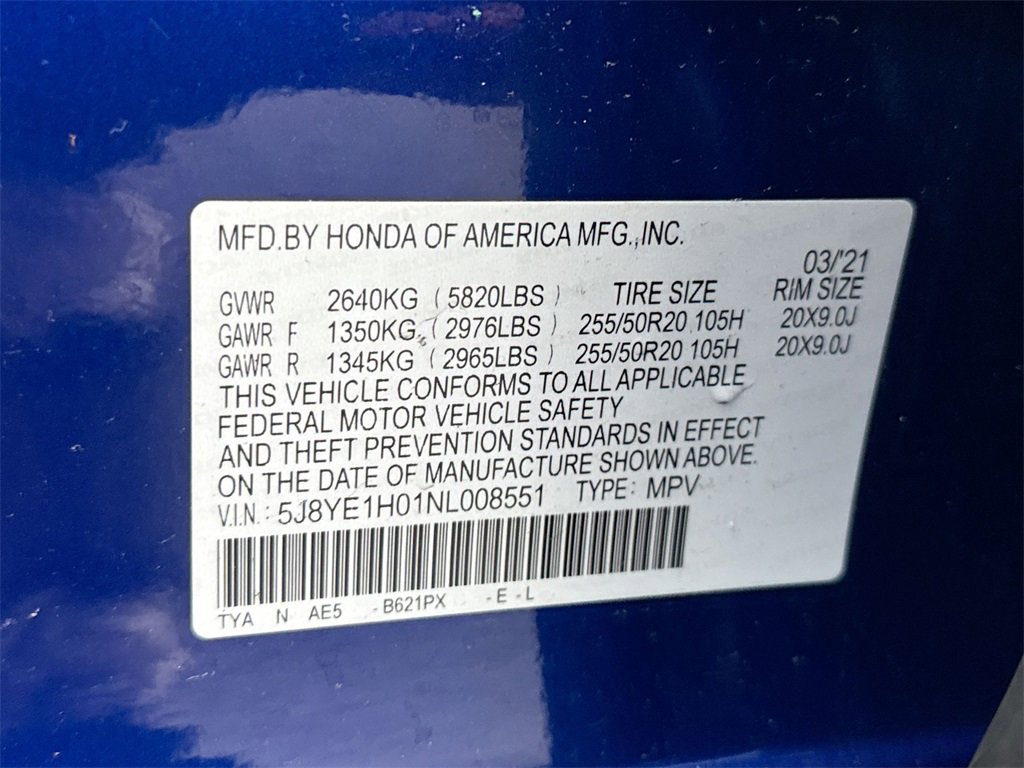 MFD.BY HONDA OF AMERICA MFG.,INC.
03/'21
GVWR 2640KG (5820LBS) TIRE SIZE RIM SIZE
GAWR F 1350KG (2976LBS) 255/50R20 105H 20X9.0J
GAWR R 1345KG (2965LBS) 255/50R20 105H 20X9.0J
THIS VEHICLE CONFORMS TO ALL APPLICABLE
FEDERAL MOTOR VEHICLE SAFETY
AND THEFT PREVENTION STANDARDS IN EFFECT
ON THE DATE OF MANUFACTURE SHOWN ABOVE.
V.I.N.: 5J8YE1H01NL008551 TYPE: MPV
TYA N AE5 -B621PX -E-L